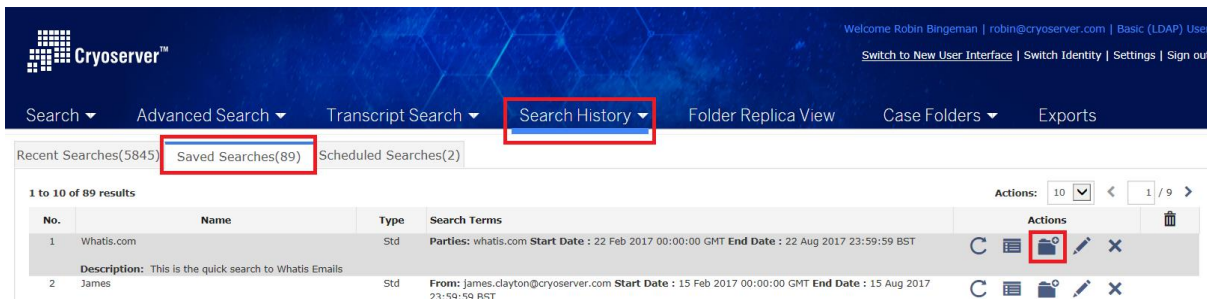 Welcome Robin Bingeman | robin@cryoserver.com | Basic (LDAP) User
Cryoserver™
Switch to New User Interface | Switch Identity | Settings | Sign out
Search Advanced Search Transcript Search Search History Folder Replica View Case Folders Exports
Recent Searches(5845) Saved Searches(89) Scheduled Searches(2)
1 to 10 of 89 results Actions: 10 1 / 9
No. Name Type Search Terms Actions
1 Whatis.com Std Parties: whatis.com Start Date : 22 Feb 2017 00:00:00 GMT End Date : 22 Aug 2017 23:59:59 BST
Description: This is the quick search to Whatis Emails
2 James Std From: james.clayton@cryoserver.com Start Date : 15 Feb 2017 00:00:00 GMT End Date : 15 Aug 2017
23:59:59 BST